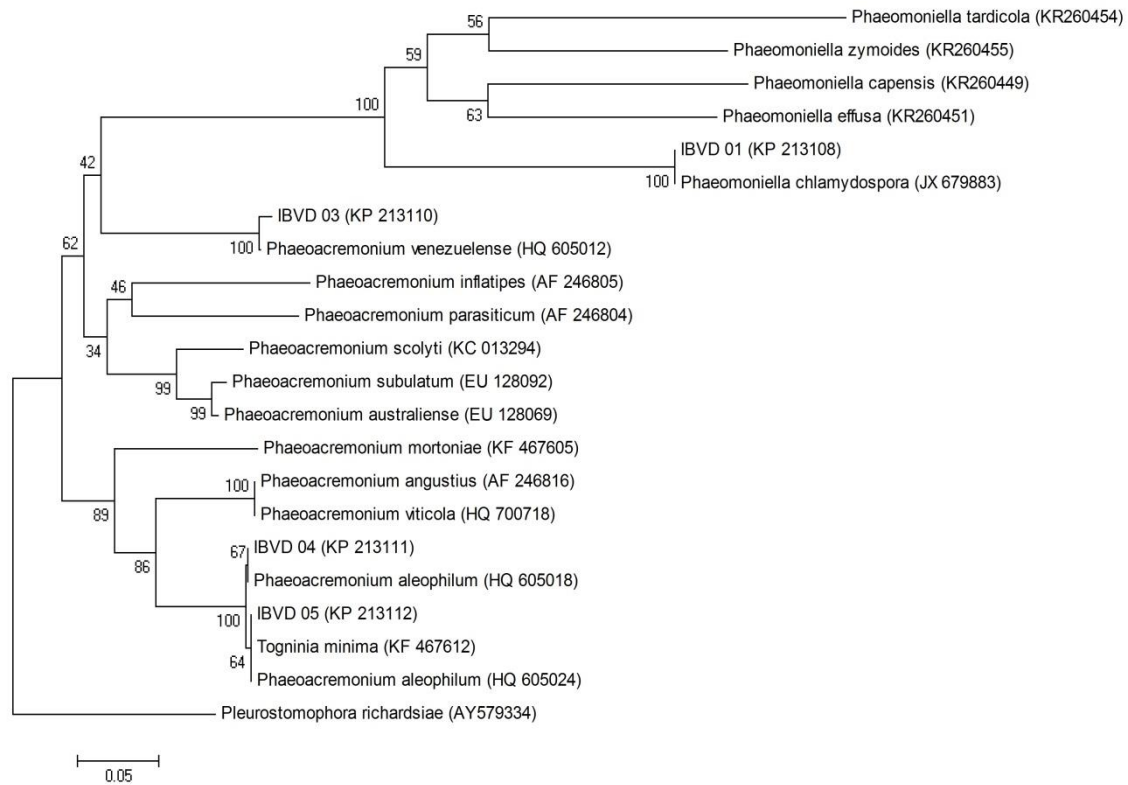 56
Phaeomoniella tardicola (KR260454)
59
Phaeomoniella zymoides (KR260455)
Phaeomoniella capensis (KR260449)
100
63
Phaeomoniella effusa (KR260451)
IBVD 01 (KP 213108)
42
100
Phaeomoniella chlamydospora (JX 679883)
IBVD 03 (KP 213110)
62
100
Phaeoacremonium venezuelense (HQ 605012)
46
Phaeoacremonium inflatipes (AF 246805)
Phaeoacremonium parasiticum (AF 246804)
34
Phaeoacremonium scolyti (KC 013294)
99
Phaeoacremonium subulatum (EU 128092)
99
Phaeoacremonium australiense (EU 128069)
Phaeoacremonium mortoniae (KF 467605)
100
Phaeoacremonium angustius (AF 246816)
89
Phaeoacremonium viticola (HQ 700718)
67
IBVD 04 (KP 213111)
86
Phaeoacremonium aleophilum (HQ 605018)
100
IBVD 05 (KP 213112)
Togninia minima (KF 467612)
64
Phaeoacremonium aleophilum (HQ 605024)
Pleurostomophora richardsiae (AY579334)
0.05